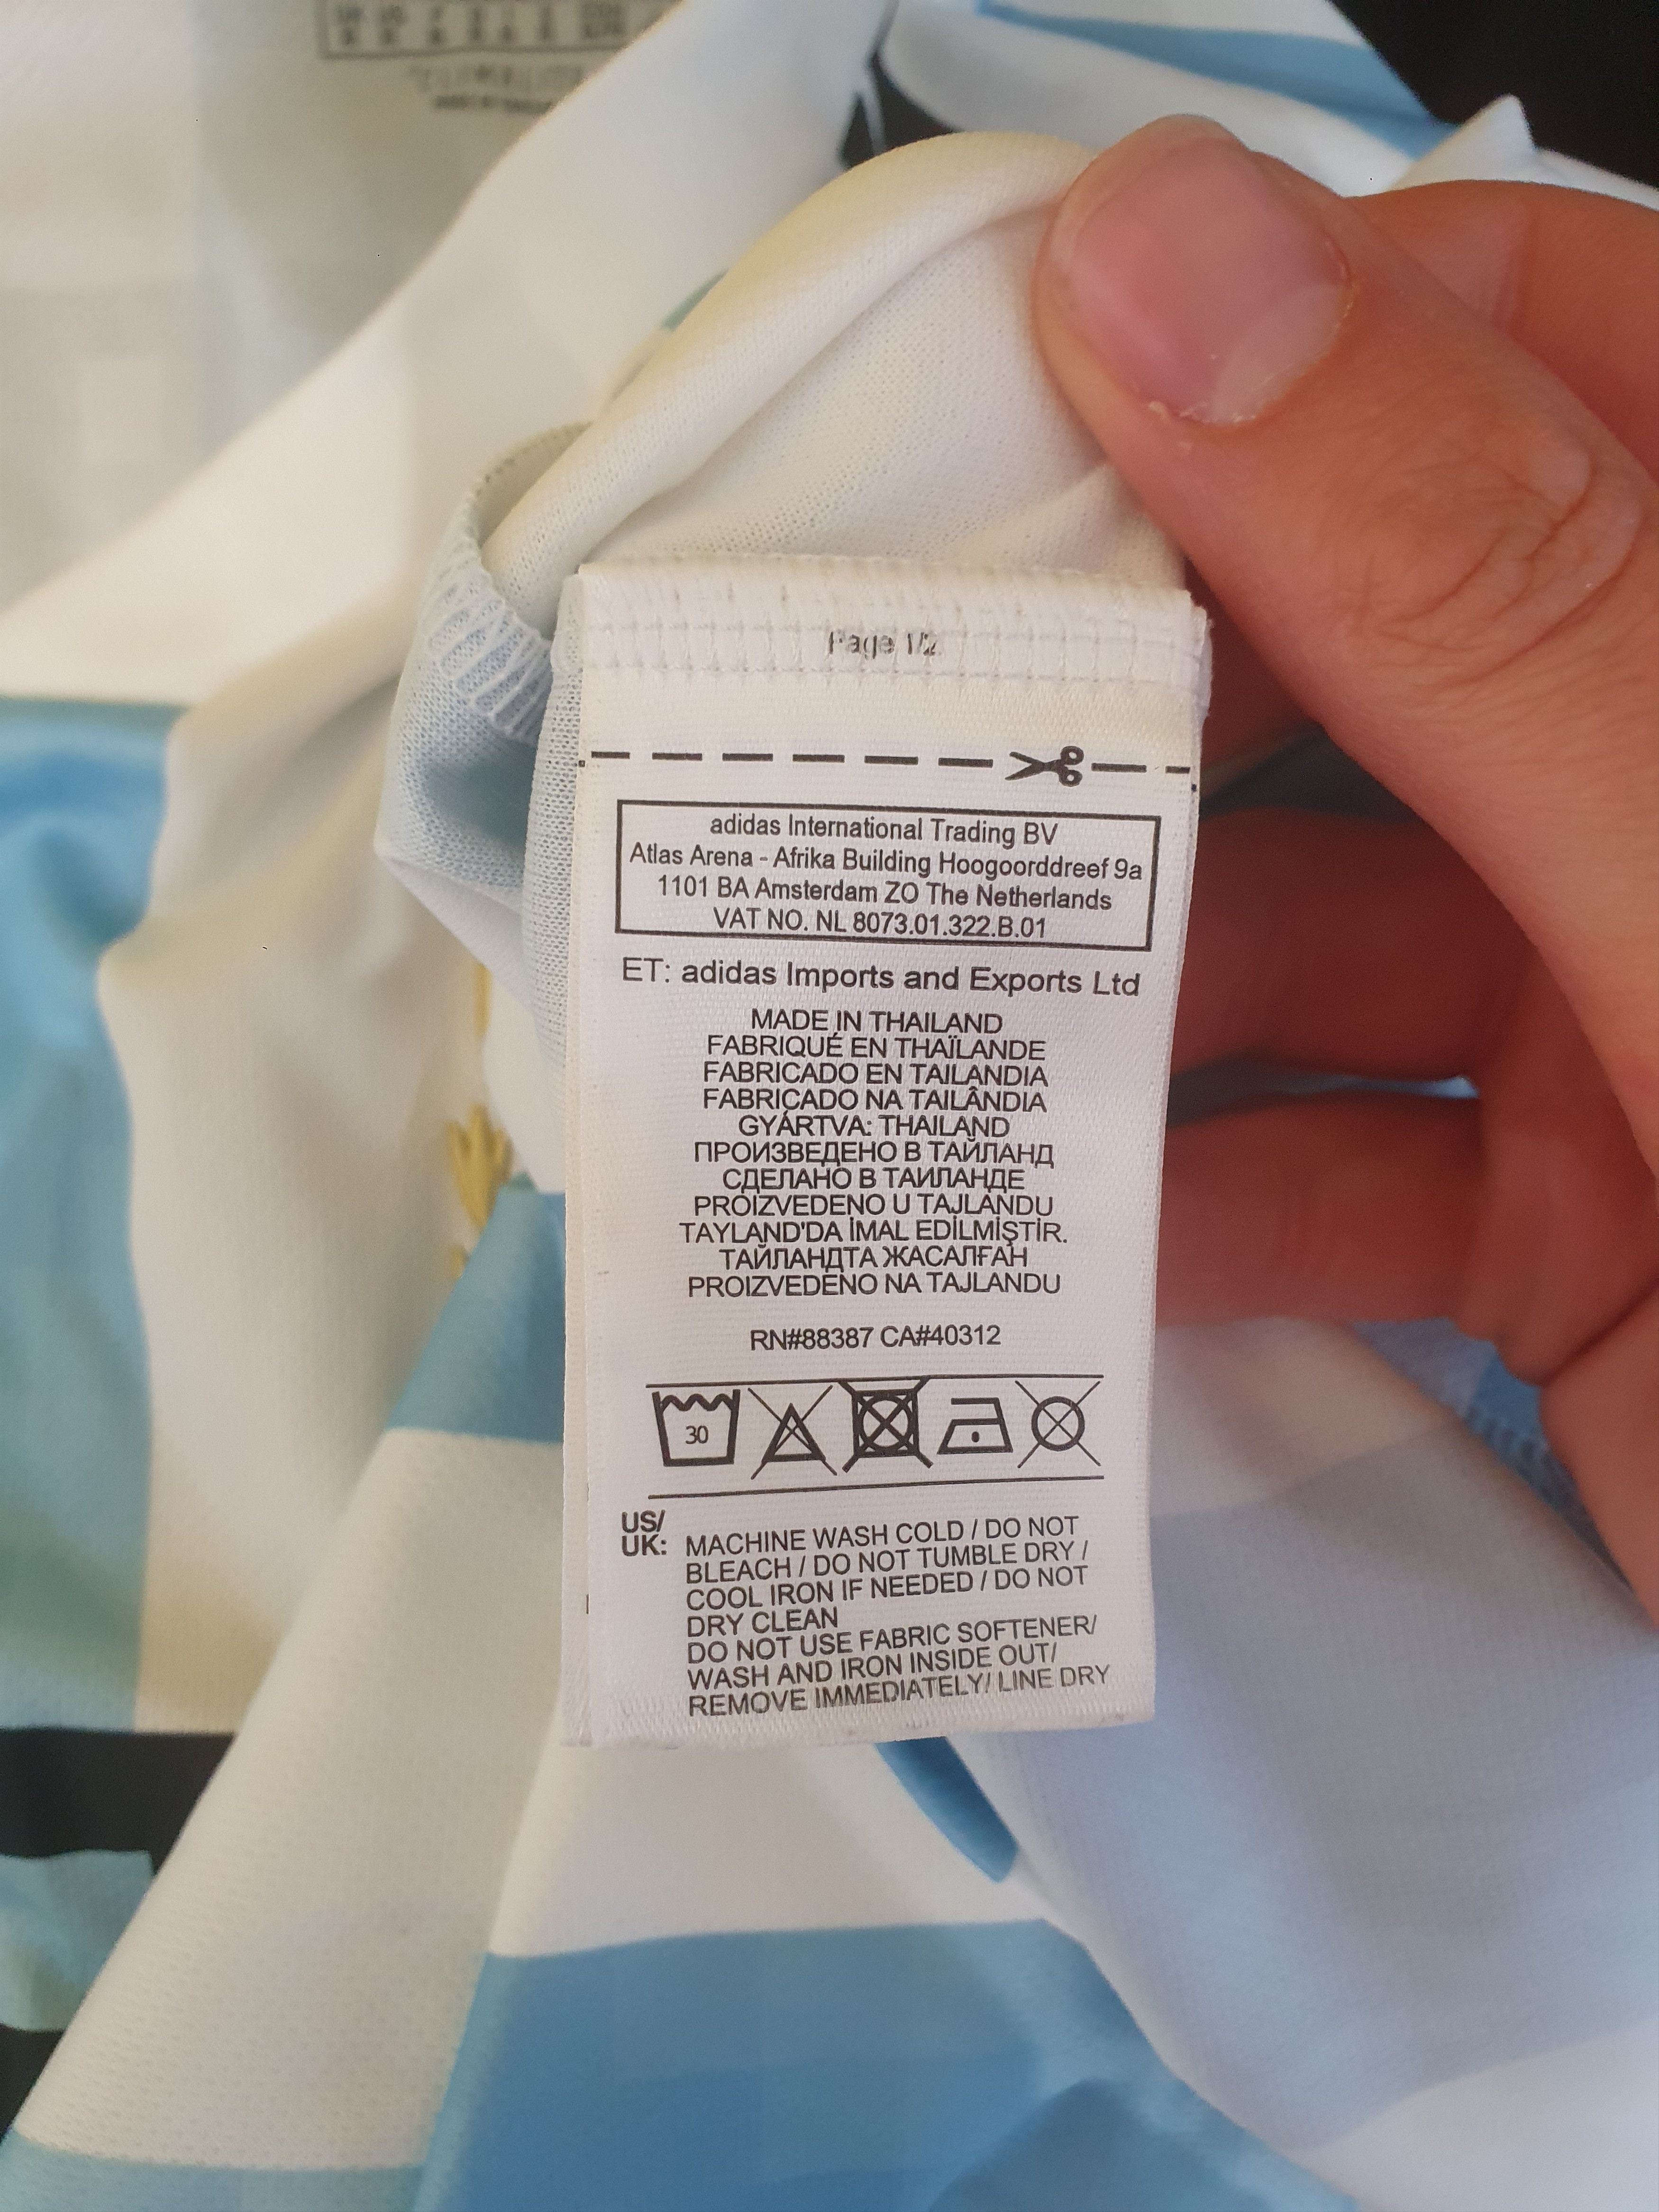 CLIMALITE
Page 1/2
adidas International Trading BV
Atlas Arena - Afrika Building Hoogoorddreef 9a
1101 BA Amsterdam ZO The Netherlands
VAT NO. NL 8073.01.322.B.01
ET: adidas Imports and Exports Ltd
MADE IN THAILAND
FABRIQUÉ EN THAÏLANDE
FABRICADO EN TAILANDIA
FABRICADO NA TAILÂNDIA
GYÁRTVA: THAILAND
ПРОИЗВЕДЕНО В ТАЙЛАНД
СДЕЛАНО В ТАИЛАНДЕ
PROIZVEDENO U TAJLANDU
TAYLAND'DA İMAL EDİLMİŞTİR.
ТАЙЛАНДТА ЖАСАЛҒАН
PROIZVEDENO NA TAJLANDU
RN#88387 CA#40312
30
US/
UK: MACHINE WASH COLD / DO NOT
BLEACH / DO NOT TUMBLE DRY /
COOL IRON IF NEEDED / DO NOT
DRY CLEAN
DO NOT USE FABRIC SOFTENER/
WASH AND IRON INSIDE OUT/
REMOVE IMMEDIATELY/ LINE DRY